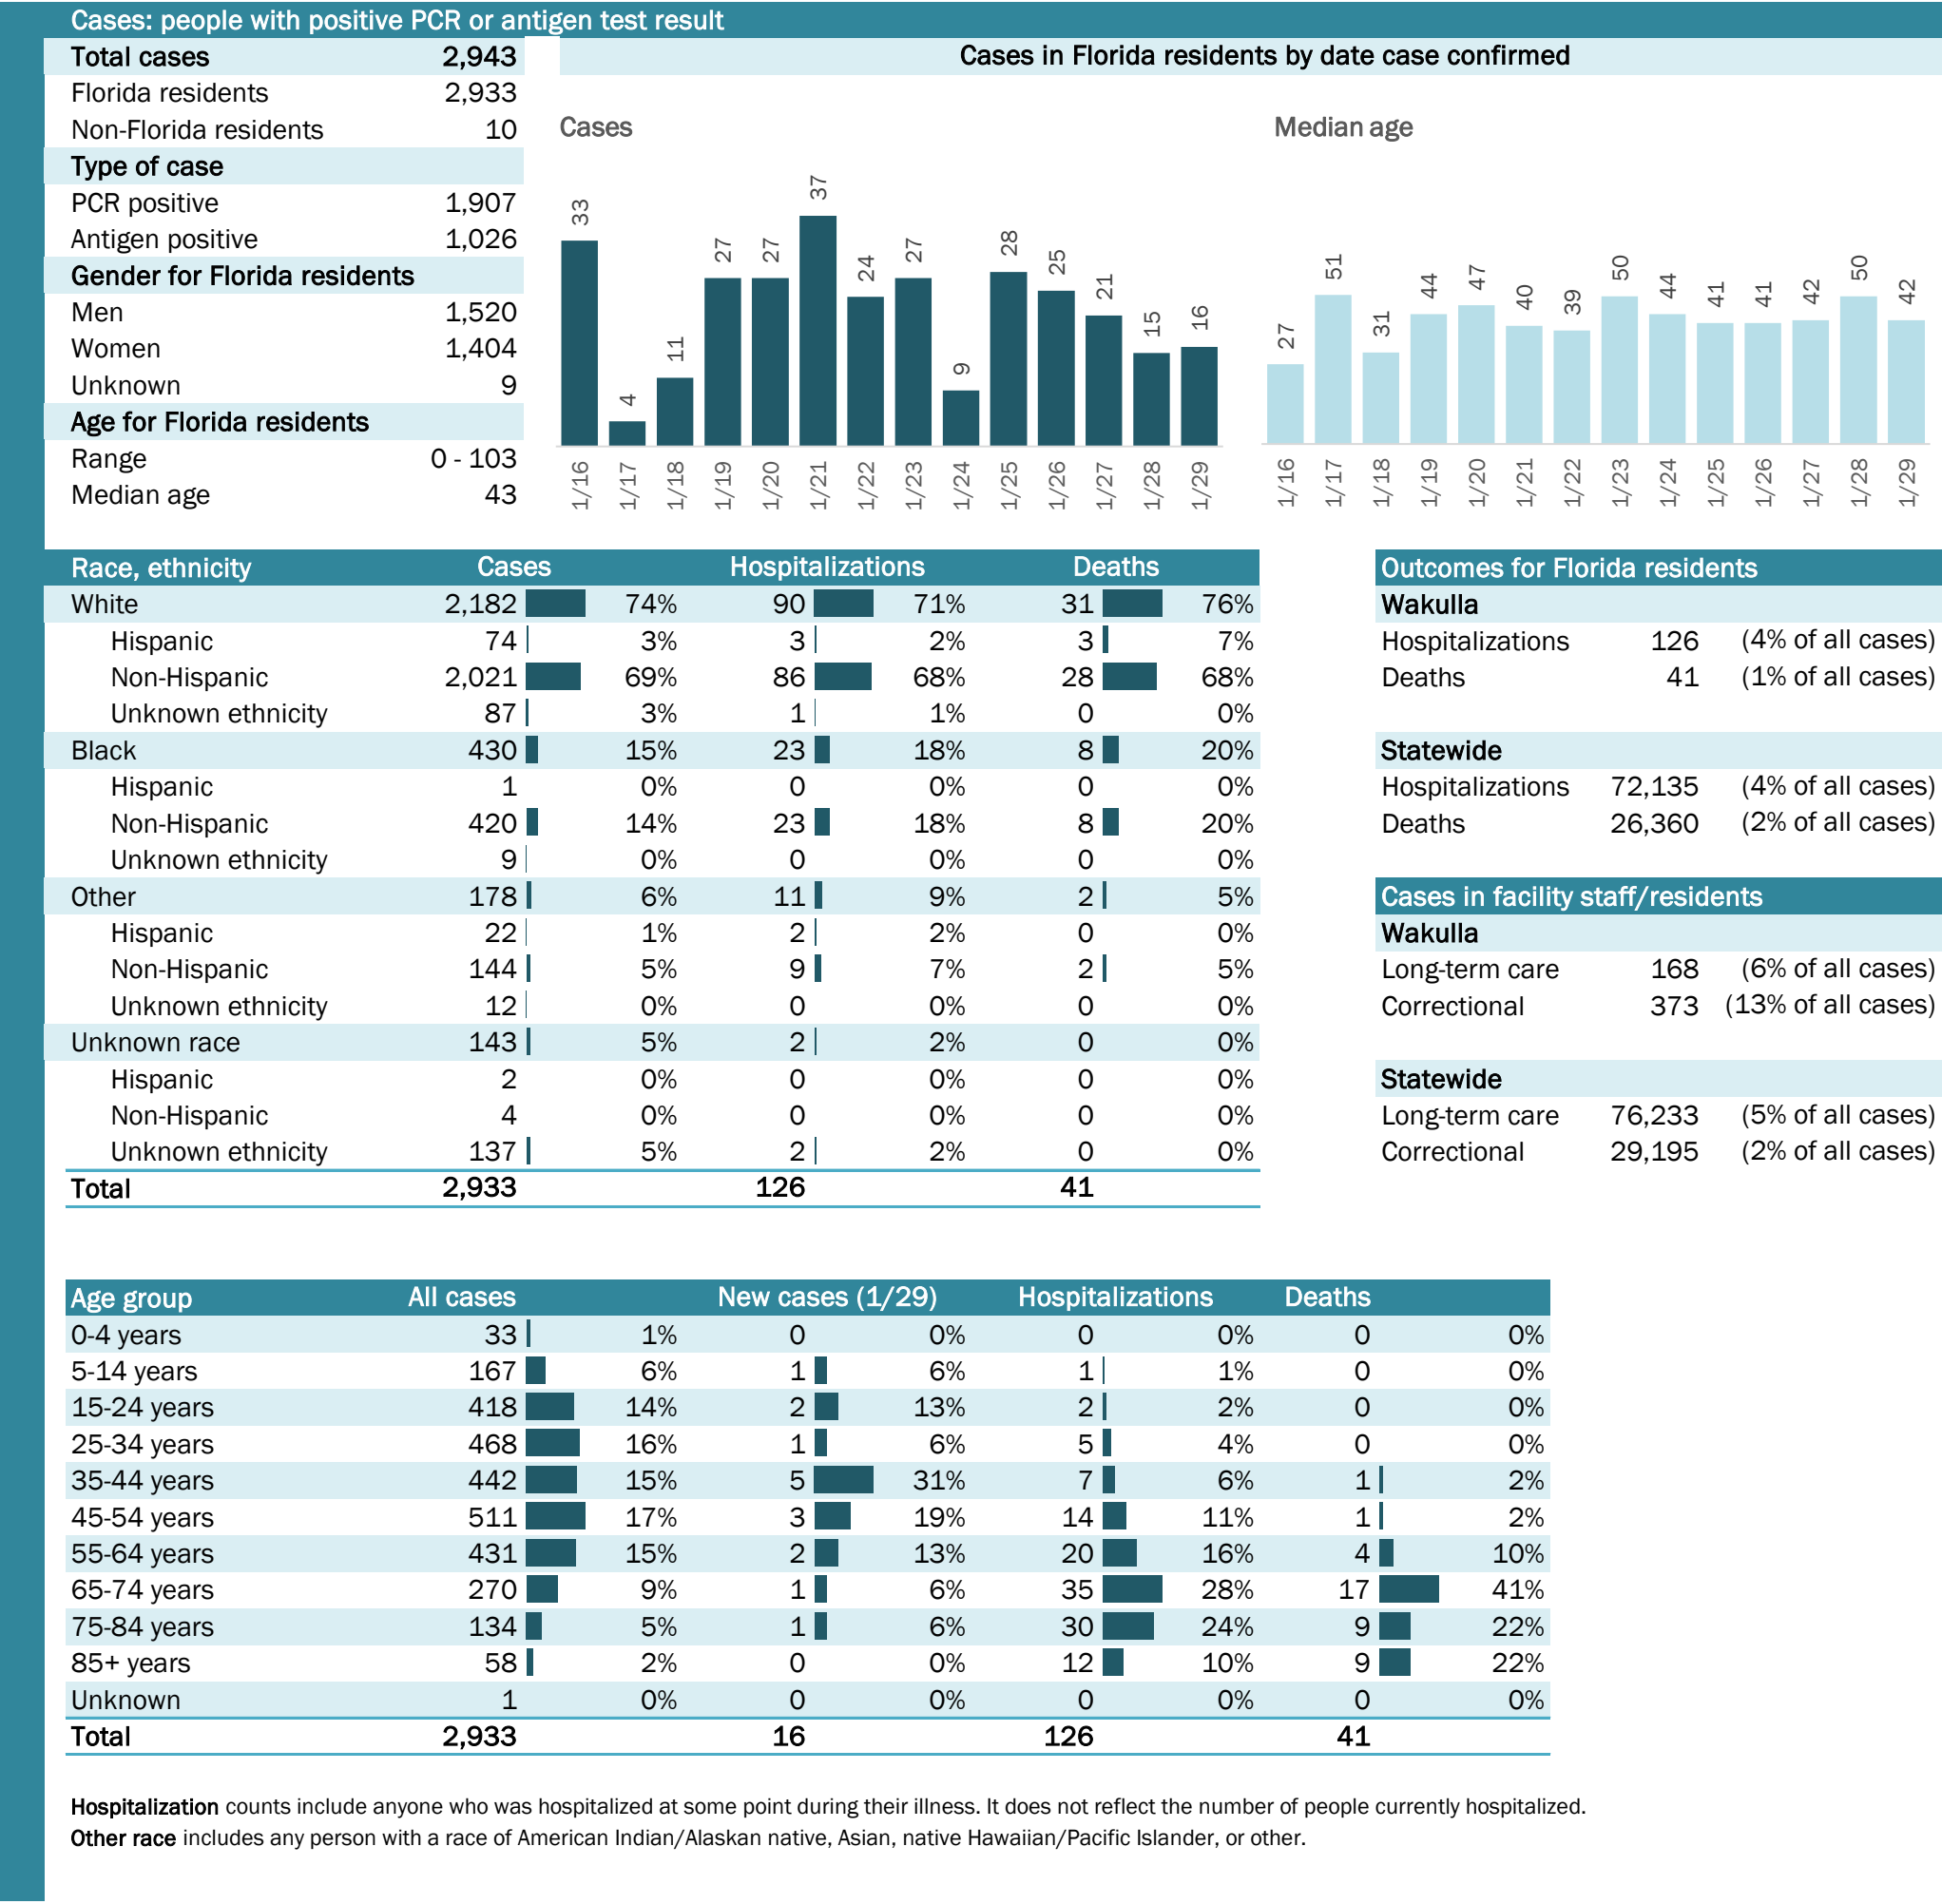 Cases: people with positive PCR or antigen test result
Total cases 2,943
Florida residents 2,933
Non-Florida residents 10
Type of case
PCR positive 1,907
Antigen positive 1,026
Gender for Florida residents
Men 1,520
Women 1,404
Unknown 9
Age for Florida residents
Range 0 - 103
Median age 43
Cases in Florida residents by date case confirmed
Cases
33 4 11 27 27 37 24 27 9 28 25 21 15 16
1/16 1/17 1/18 1/19 1/20 1/21 1/22 1/23 1/24 1/25 1/26 1/27 1/28 1/29
Median age
27 51 31 44 47 40 39 50 44 41 41 42 50 42
1/16 1/17 1/18 1/19 1/20 1/21 1/22 1/23 1/24 1/25 1/26 1/27 1/28 1/29
Race, ethnicity Cases Hospitalizations Deaths
White 2,182 74% 90 71% 31 76%
Hispanic 74 3% 3 2% 3 7%
Non-Hispanic 2,021 69% 86 68% 28 68%
Unknown ethnicity 87 3% 1 1% 0 0%
Black 430 15% 23 18% 8 20%
Hispanic 1 0% 0 0% 0 0%
Non-Hispanic 420 14% 23 18% 8 20%
Unknown ethnicity 9 0% 0 0% 0 0%
Other 178 6% 11 9% 2 5%
Hispanic 22 1% 2 2% 0 0%
Non-Hispanic 144 5% 9 7% 2 5%
Unknown ethnicity 12 0% 0 0% 0 0%
Unknown race 143 5% 2 2% 0 0%
Hispanic 2 0% 0 0% 0 0%
Non-Hispanic 4 0% 0 0% 0 0%
Unknown ethnicity 137 5% 2 2% 0 0%
Total 2,933 126 41
Outcomes for Florida residents
Wakulla
Hospitalizations 126 (4% of all cases)
Deaths 41 (1% of all cases)
Statewide
Hospitalizations 72,135 (4% of all cases)
Deaths 26,360 (2% of all cases)
Cases in facility staff/residents
Wakulla
Long-term care 168 (6% of all cases)
Correctional 373 (13% of all cases)
Statewide
Long-term care 76,233 (5% of all cases)
Correctional 29,195 (2% of all cases)
Age group All cases New cases (1/29) Hospitalizations Deaths
0-4 years 33 1% 0 0% 0 0% 0 0%
5-14 years 167 6% 1 6% 1 1% 0 0%
15-24 years 418 14% 2 13% 2 2% 0 0%
25-34 years 468 16% 1 6% 5 4% 0 0%
35-44 years 442 15% 5 31% 7 6% 1 2%
45-54 years 511 17% 3 19% 14 11% 1 2%
55-64 years 431 15% 2 13% 20 16% 4 10%
65-74 years 270 9% 1 6% 35 28% 17 41%
75-84 years 134 5% 1 6% 30 24% 9 22%
85+ years 58 2% 0 0% 12 10% 9 22%
Unknown 1 0% 0 0% 0 0% 0 0%
Total 2,933 16 126 41
Hospitalization counts include anyone who was hospitalized at some point during their illness. It does not reflect the number of people currently hospitalized.
Other race includes any person with a race of American Indian/Alaskan native, Asian, native Hawaiian/Pacific Islander, or other.